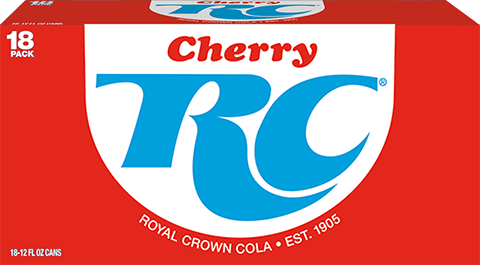 18
PACK
Cherry
RC®
ROYAL CROWN COLA • EST. 1905
18-12 FL OZ CANS